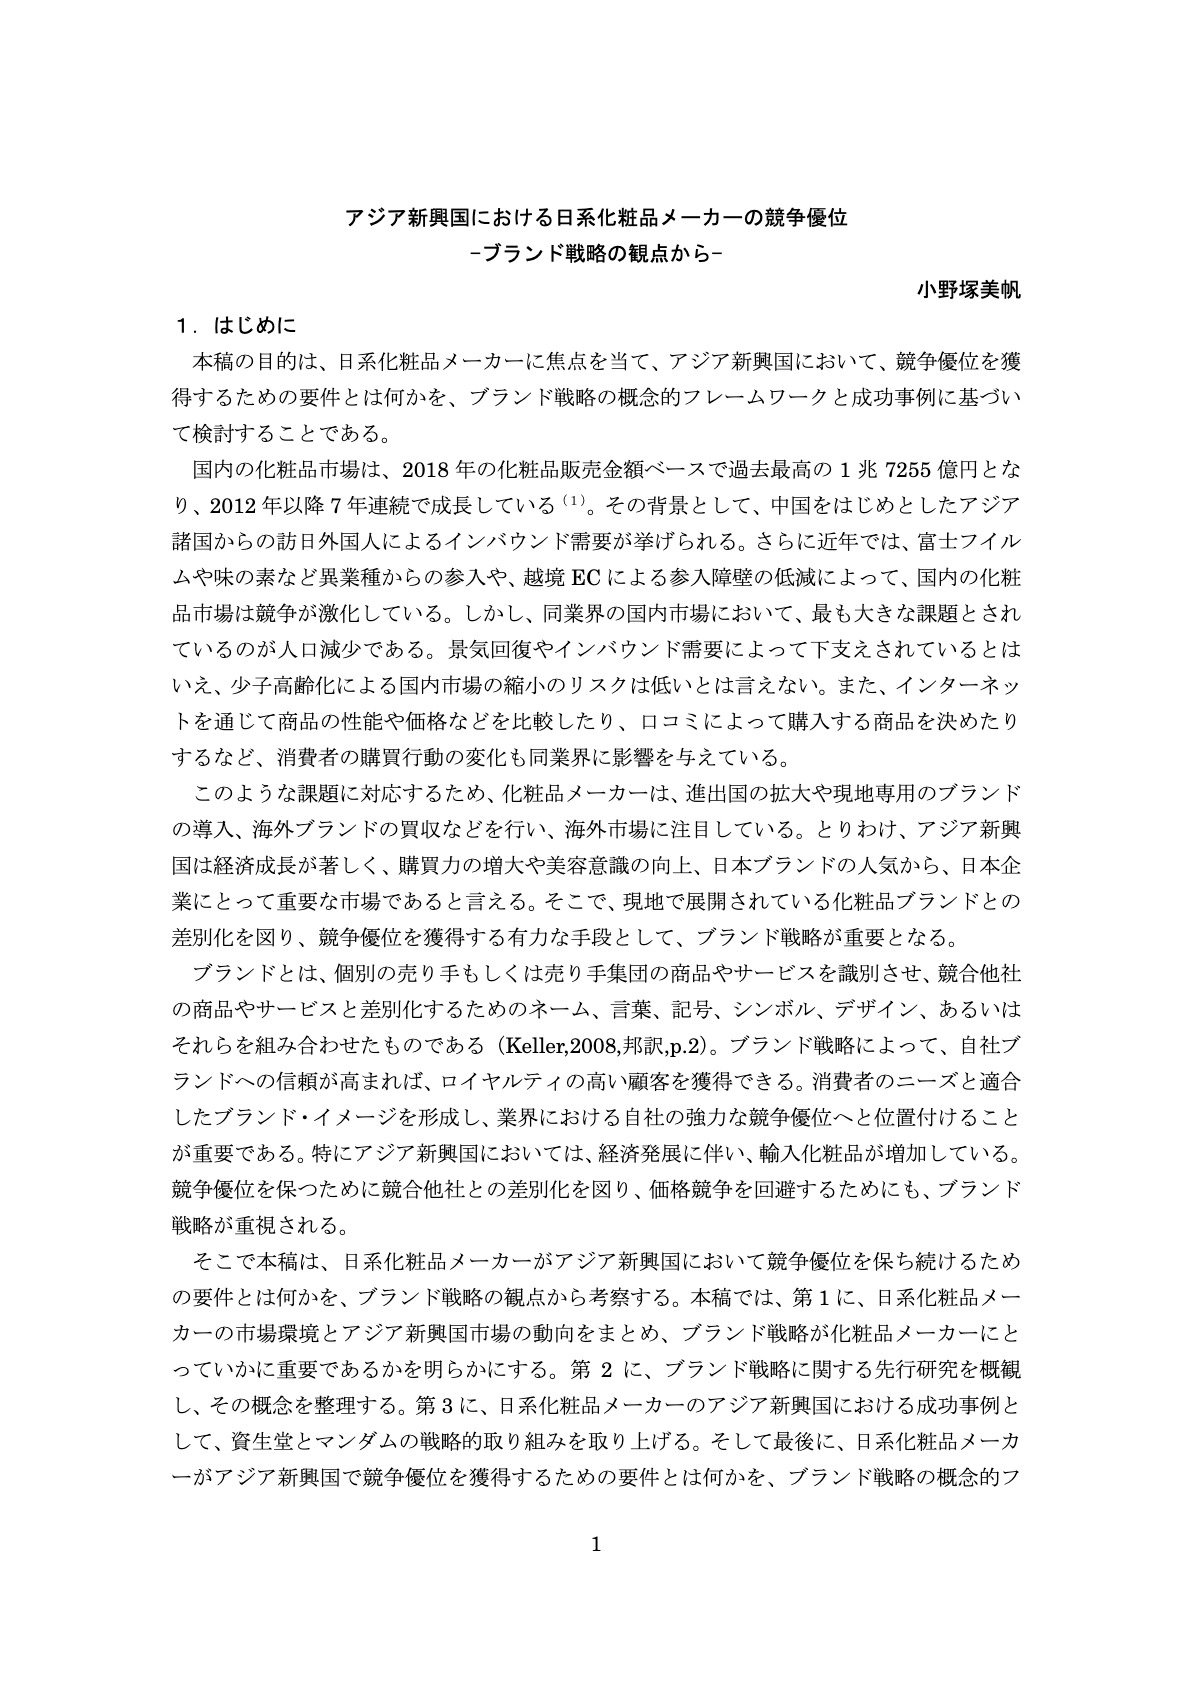 アジア新興国における日系化粧品メーカーの競争優位
−ブランド戦略の観点から−
小野塚美帆
１．はじめに
　本稿の目的は、日系化粧品メーカーに焦点を当て、アジア新興国において、競争優位を獲
得するための要件とは何かを、ブランド戦略の概念的フレームワークと成功事例に基づい
て検討することである。
　国内の化粧品市場は、2018 年の化粧品販売金額ベースで過去最高の 1 兆 7255 億円とな
り、2012 年以降 7 年連続で成長している（1）。その背景として、中国をはじめとしたアジア
諸国からの訪日外国人によるインバウンド需要が挙げられる。さらに近年では、富士フイル
ムや味の素など異業種からの参入や、越境 EC による参入障壁の低減によって、国内の化粧
品市場は競争が激化している。しかし、同業界の国内市場において、最も大きな課題とされ
ているのが人口減少である。景気回復やインバウンド需要によって下支えされているとは
いえ、少子高齢化による国内市場の縮小のリスクは低いとは言えない。また、インターネッ
トを通じて商品の性能や価格などを比較したり、口コミによって購入する商品を決めたり
するなど、消費者の購買行動の変化も同業界に影響を与えている。
　このような課題に対応するため、化粧品メーカーは、進出国の拡大や現地専用のブランド
の導入、海外ブランドの買収などを行い、海外市場に注目している。とりわけ、アジア新興
国は経済成長が著しく、購買力の増大や美容意識の向上、日本ブランドの人気から、日本企
業にとって重要な市場であると言える。そこで、現地で展開されている化粧品ブランドとの
差別化を図り、競争優位を獲得する有力な手段として、ブランド戦略が重要となる。
　ブランドとは、個別の売り手もしくは売り手集団の商品やサービスを識別させ、競合他社
の商品やサービスと差別化するためのネーム、言葉、記号、シンボル、デザイン、あるいは
それらを組み合わせたものである（Keller,2008,邦訳,p.2）。ブランド戦略によって、自社ブ
ランドへの信頼が高まれば、ロイヤルティの高い顧客を獲得できる。消費者のニーズと適合
したブランド・イメージを形成し、業界における自社の強力な競争優位へと位置付けること
が重要である。特にアジア新興国においては、経済発展に伴い、輸入化粧品が増加している。
競争優位を保つために競合他社との差別化を図り、価格競争を回避するためにも、ブランド
戦略が重視される。
　そこで本稿は、日系化粧品メーカーがアジア新興国において競争優位を保ち続けるため
の要件とは何かを、ブランド戦略の観点から考察する。本稿では、第 1 に、日系化粧品メー
カーの市場環境とアジア新興国市場の動向をまとめ、ブランド戦略が化粧品メーカーにと
っていかに重要であるかを明らかにする。第 2 に、ブランド戦略に関する先行研究を概観
し、その概念を整理する。第 3 に、日系化粧品メーカーのアジア新興国における成功事例と
して、資生堂とマンダムの戦略的取り組みを取り上げる。そして最後に、日系化粧品メーカ
ーがアジア新興国で競争優位を獲得するための要件とは何かを、ブランド戦略の概念的フ
1